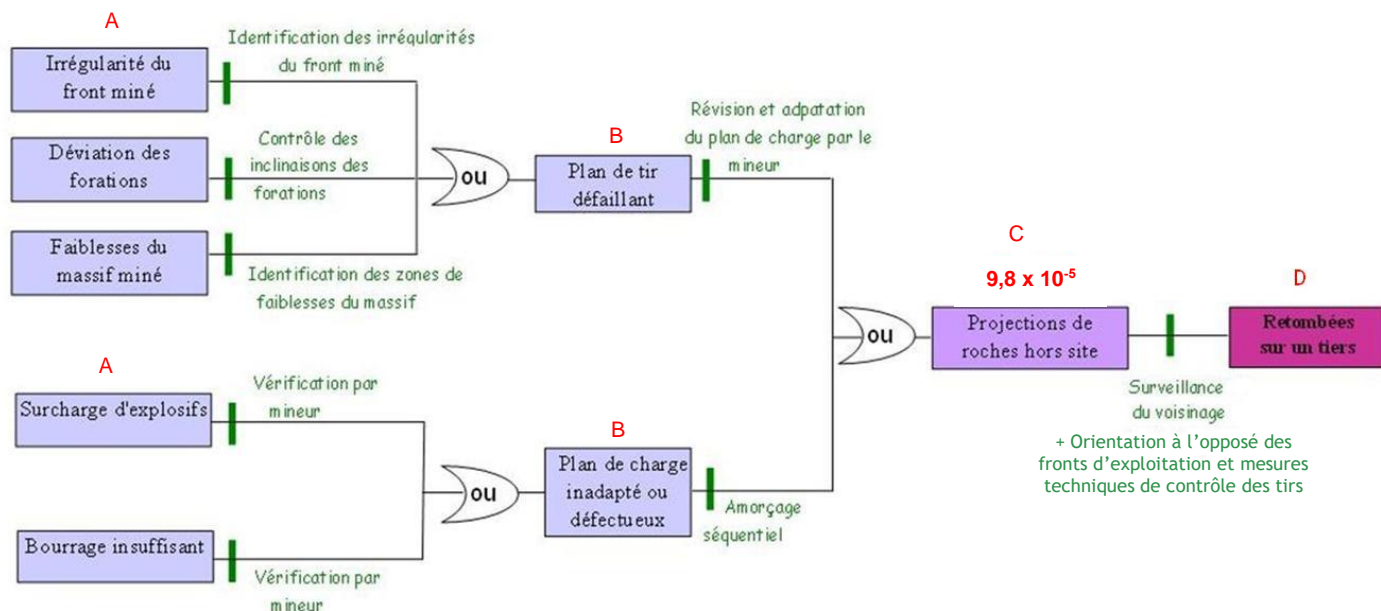 A
Identification des irrégularités
du front miné
Irrégularité du
front miné
Déviation des
forations
Contrôle des
inclinaisons des
forations
Faiblesses du
massif miné
Identification des zones de
faiblesses du massif
ou
B
Plan de tir
défaillant
Révision et adpatation
du plan de charge par le
mineur
A
Surcharge d'explosifs
Vérification par
mineur
Bourrage insuffisant
Vérification par
mineur
ou
B
Plan de charge
inadapté ou
défectueux
Amorçage
séquentiel
ou
C
9,8 x 10-5
Projections de
roches hors site
Surveillance
du voisinage
+ Orientation à l’opposé des
fronts d’exploitation et mesures
techniques de contrôle des tirs
D
Retombées
sur un tiers